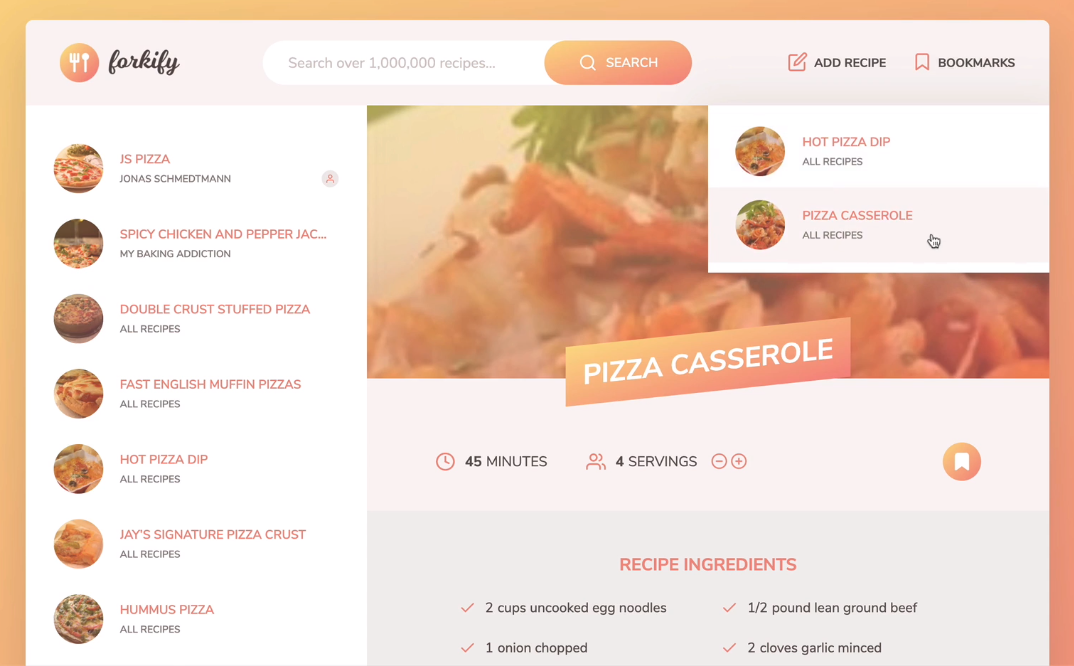 forkify
Search over 1,000,000 recipes...
SEARCH
ADD RECIPE
BOOKMARKS
JS PIZZA
JONAS SCHMEDTMANN
SPICY CHICKEN AND PEPPER JAC...
MY BAKING ADDICTION
DOUBLE CRUST STUFFED PIZZA
ALL RECIPES
FAST ENGLISH MUFFIN PIZZAS
ALL RECIPES
HOT PIZZA DIP
ALL RECIPES
JAY'S SIGNATURE PIZZA CRUST
ALL RECIPES
HUMMUS PIZZA
ALL RECIPES
HOT PIZZA DIP
ALL RECIPES
PIZZA CASSEROLE
ALL RECIPES
PIZZA CASSEROLE
45 MINUTES
4 SERVINGS
RECIPE INGREDIENTS
2 cups uncooked egg noodles
1/2 pound lean ground beef
1 onion chopped
2 cloves garlic minced